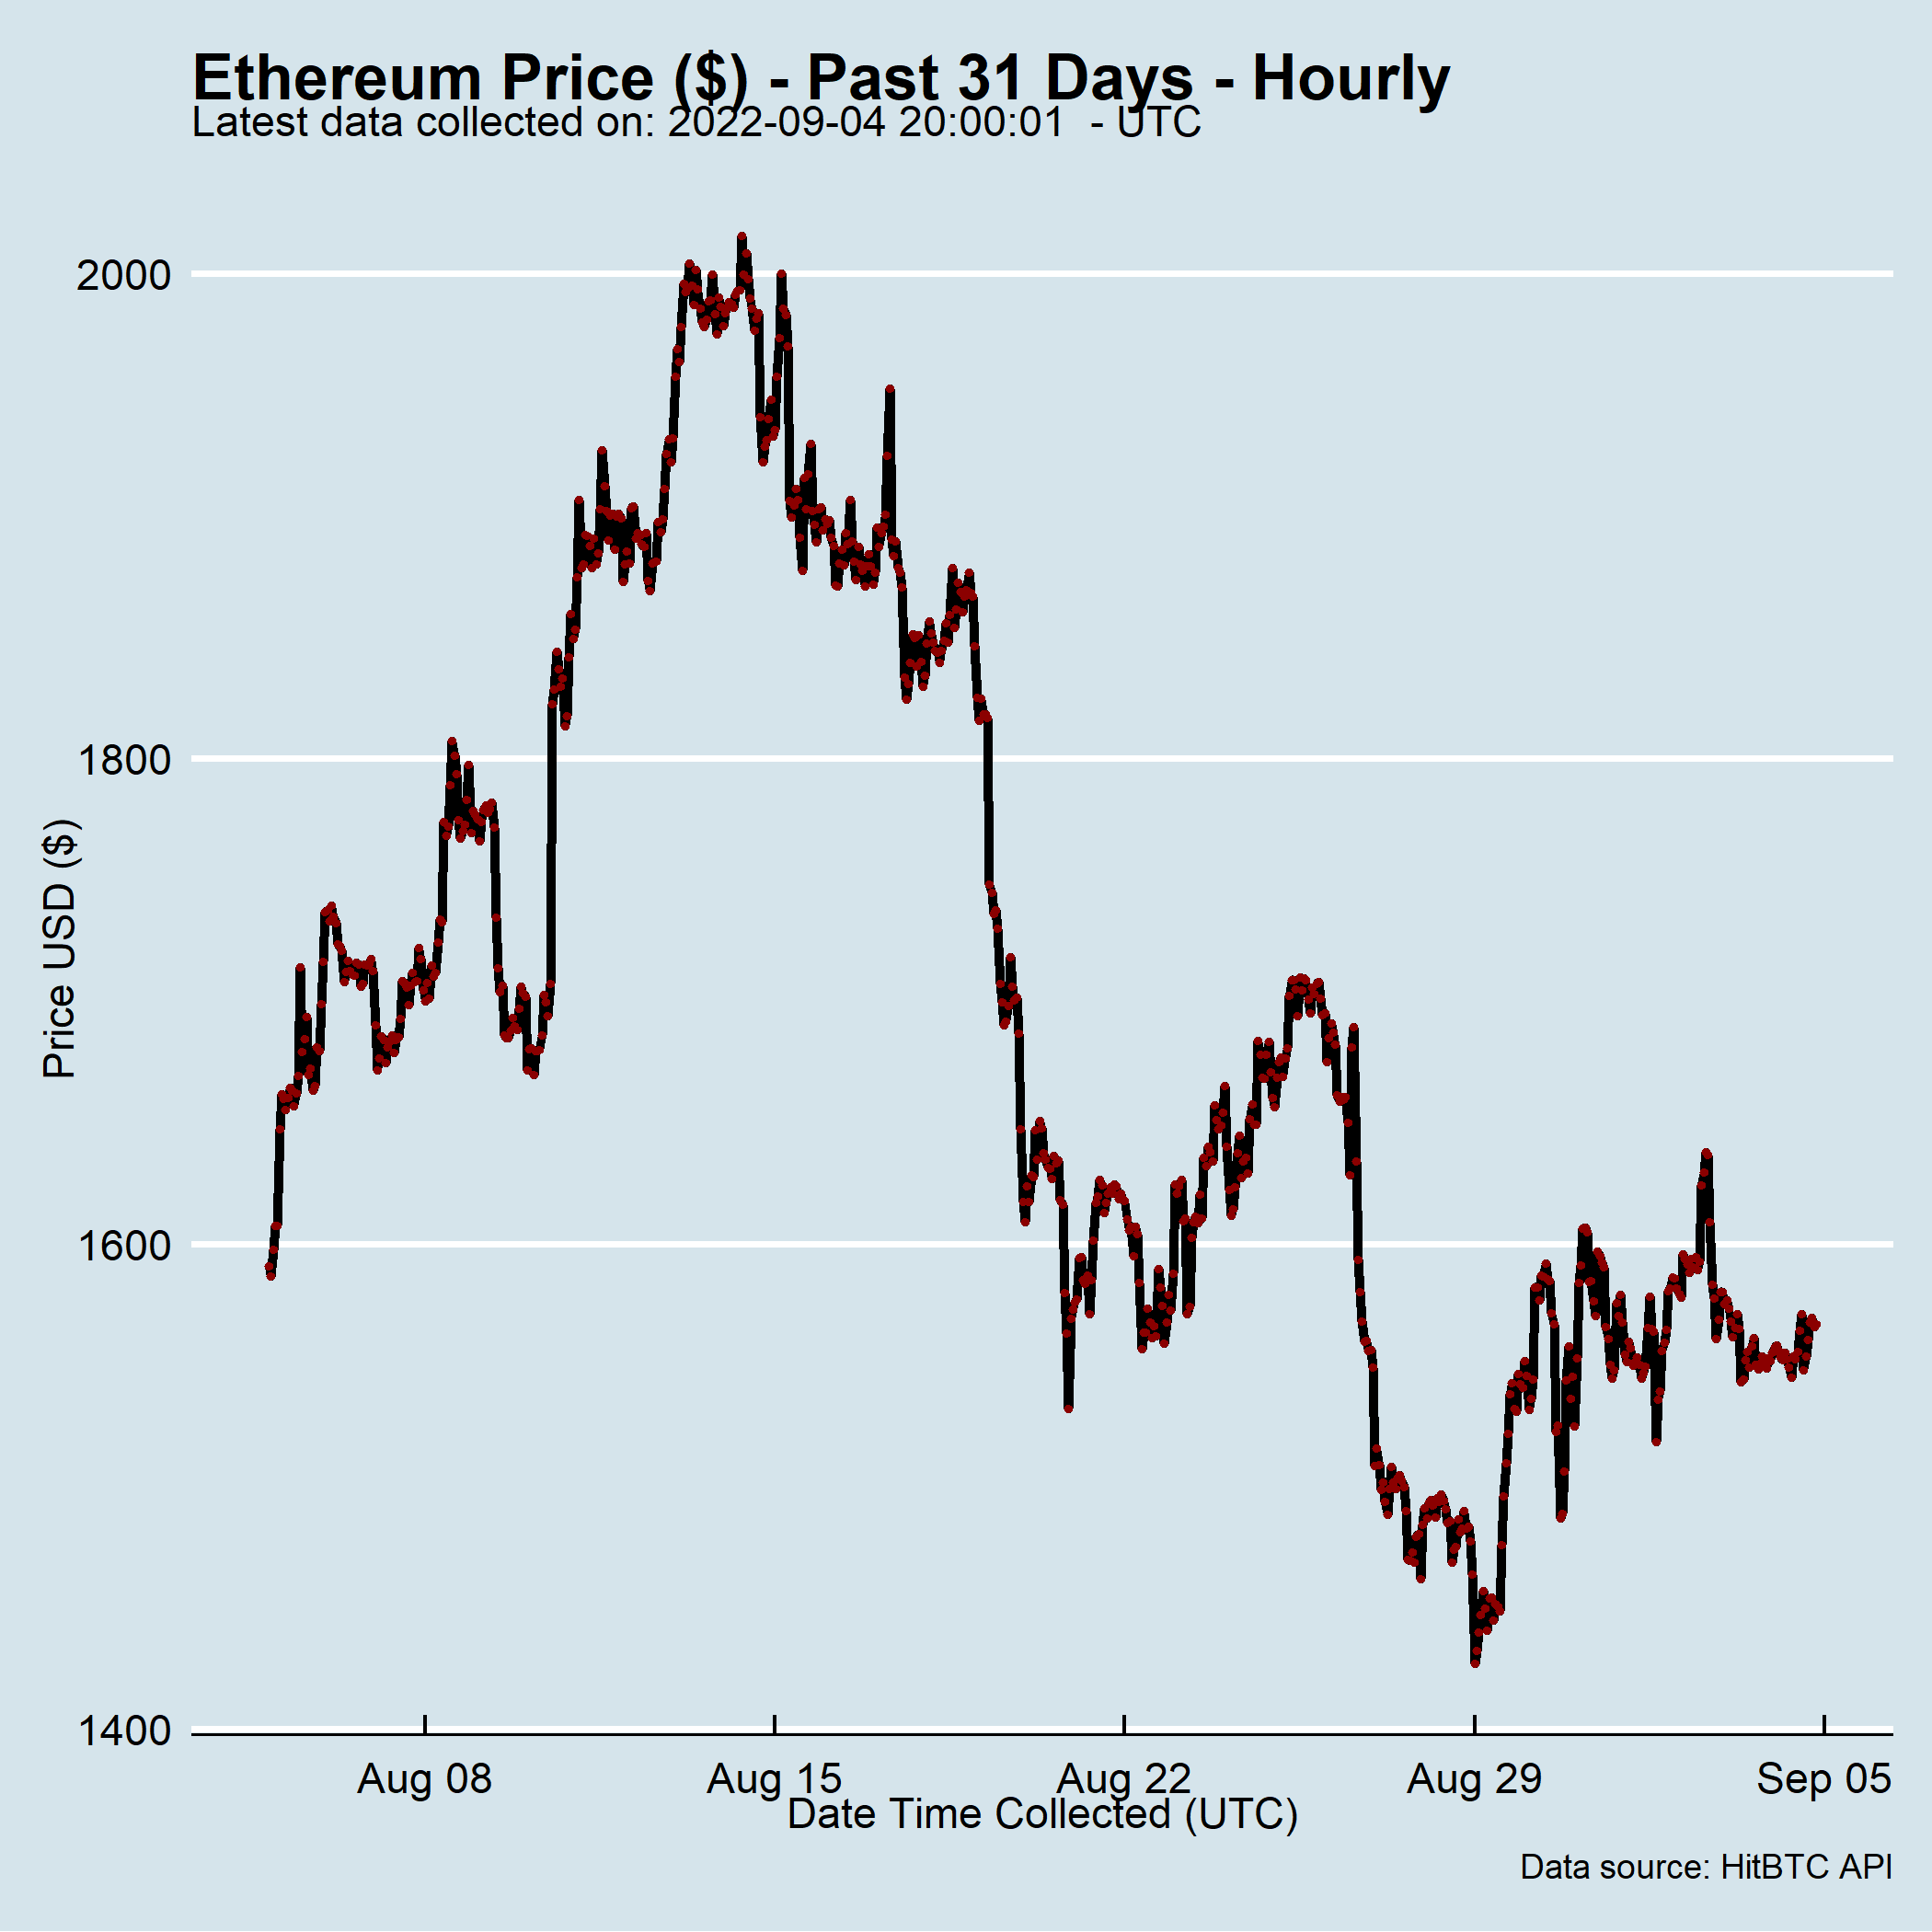 Ethereum Price ($) - Past 31 Days - Hourly
Latest data collected on: 2022-09-04 20:00:01  - UTC
2000
1800
1600
1400
Price USD ($)
Aug 08 Aug 15 Aug 22 Aug 29 Sep 05
Date Time Collected (UTC)
Data source: HitBTC API